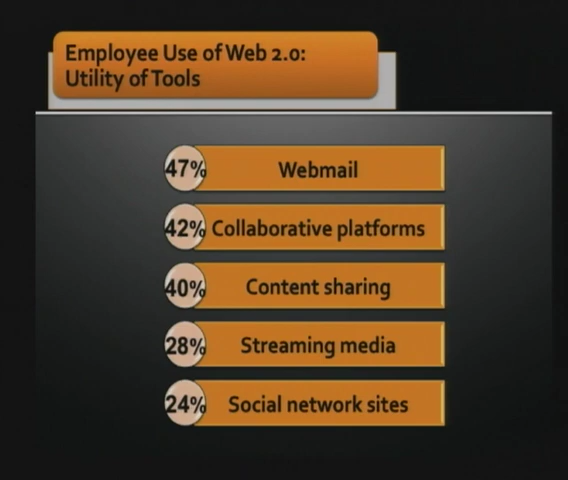 Employee Use of Web 2.0:
Utility of Tools
47% Webmail
42% Collaborative platforms
40% Content sharing
28% Streaming media
24% Social network sites